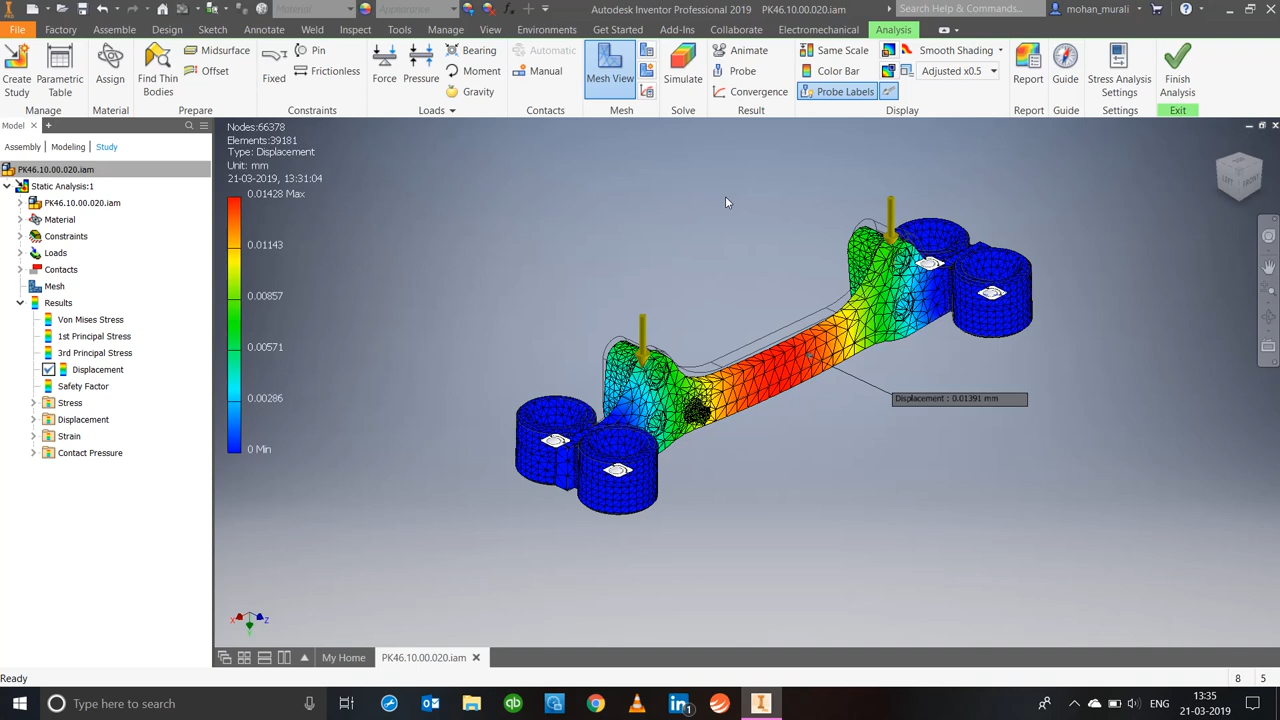 PRO
Material
Appearance
Autodesk Inventor Professional 2019 PK46.10.00.020.iam
Search Help & Commands...
mohan_murali
File Factory Assemble Design Sketch Annotate Weld Inspect Tools Manage View Environments Get Started Add-Ins Collaborate Electromechanical Analysis
Create Study
Parametric Table
Assign
Find Thin Bodies
Midsurface
Offset
Fixed
Pin
Frictionless
Force
Pressure
Bearing
Moment
Gravity
Automatic
Manual
Mesh View
Simulate
Animate
Probe
Convergence
Same Scale
Color Bar
Probe Labels
Smooth Shading
Adjusted x0.5
Report
Guide
Stress Analysis Settings
Finish Analysis
Manage Material Prepare Constraints Loads Contacts Mesh Solve Result Display Report Guide Settings Exit
Model
Assembly Modeling Study
PK46.10.00.020.iam
Static Analysis:1
PK46.10.00.020.iam
Material
Constraints
Loads
Contacts
Mesh
Results
Von Mises Stress
1st Principal Stress
3rd Principal Stress
Displacement
Safety Factor
Stress
Displacement
Strain
Contact Pressure
Nodes:66378
Elements:39181
Type: Displacement
Unit: mm
21-03-2019, 13:31:04
0.01428 Max
0.01143
0.00857
0.00571
0.00286
0 Min
Displacement : 0.01391 mm
LEFT FRONT
X Z
Y
My Home PK46.10.00.020.iam
Ready
8 5
Type here to search
1
ENG
13:35
21-03-2019